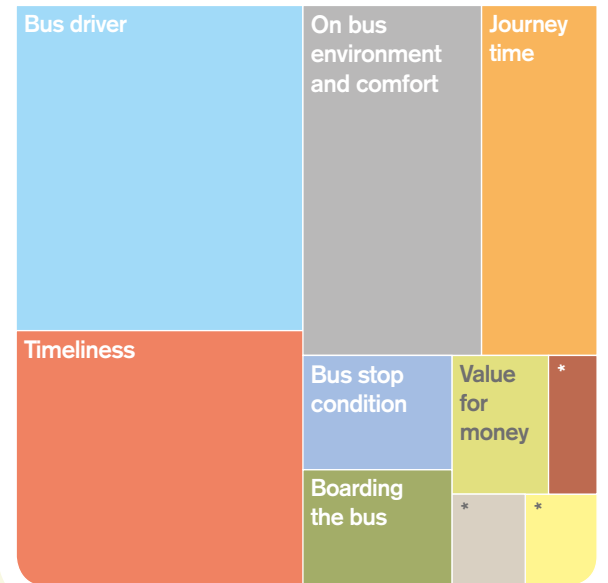 Bus driver
On bus
environment
and comfort
Journey
time
Timeliness
Bus stop
condition
Value
for
money
*
Boarding
the bus
*
*